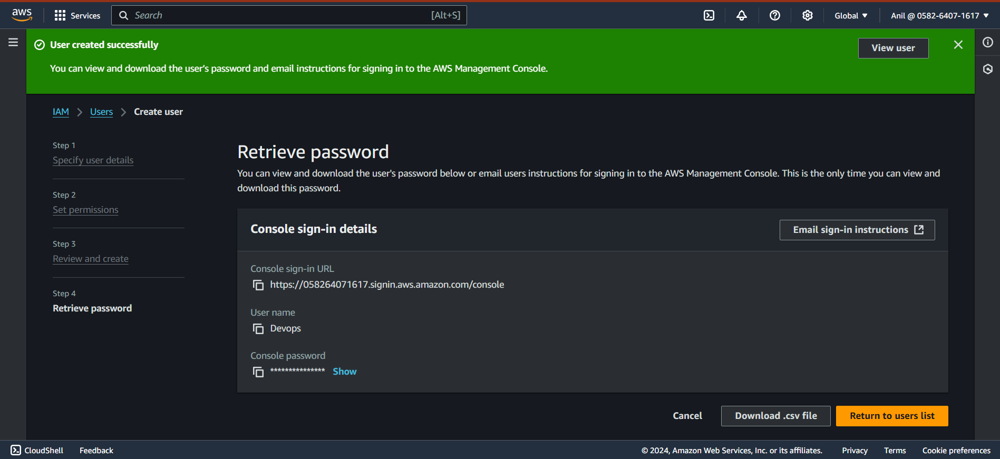 aws
Services
Search
[Alt+S]
Global
Anil @ 0582-6407-1617
User created successfully
View user
You can view and download the user's password and email instructions for signing in to the AWS Management Console.
IAM
Users
Create user
Step 1
Specify user details
Step 2
Set permissions
Step 3
Review and create
Step 4
Retrieve password
Retrieve password
You can view and download the user's password below or email users instructions for signing in to the AWS Management Console. This is the only time you can view and
download this password.
Console sign-in details
Email sign-in instructions
Console sign-in URL
https://058264071617.signin.aws.amazon.com/console
User name
Devops
Console password
*************** Show
Cancel
Download .csv file
Return to users list
CloudShell
Feedback
© 2024, Amazon Web Services, Inc. or its affiliates.
Privacy
Terms
Cookie preferences